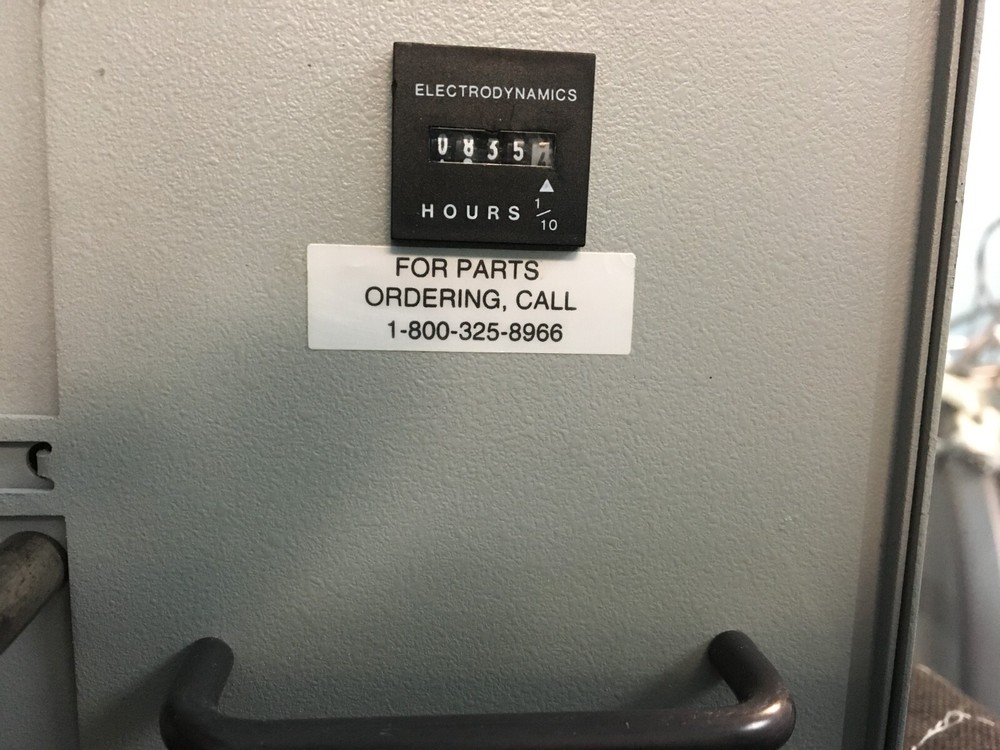 ELECTRODYNAMICS
0835
HOURS 1/10
FOR PARTS
ORDERING, CALL
1-800-325-8966